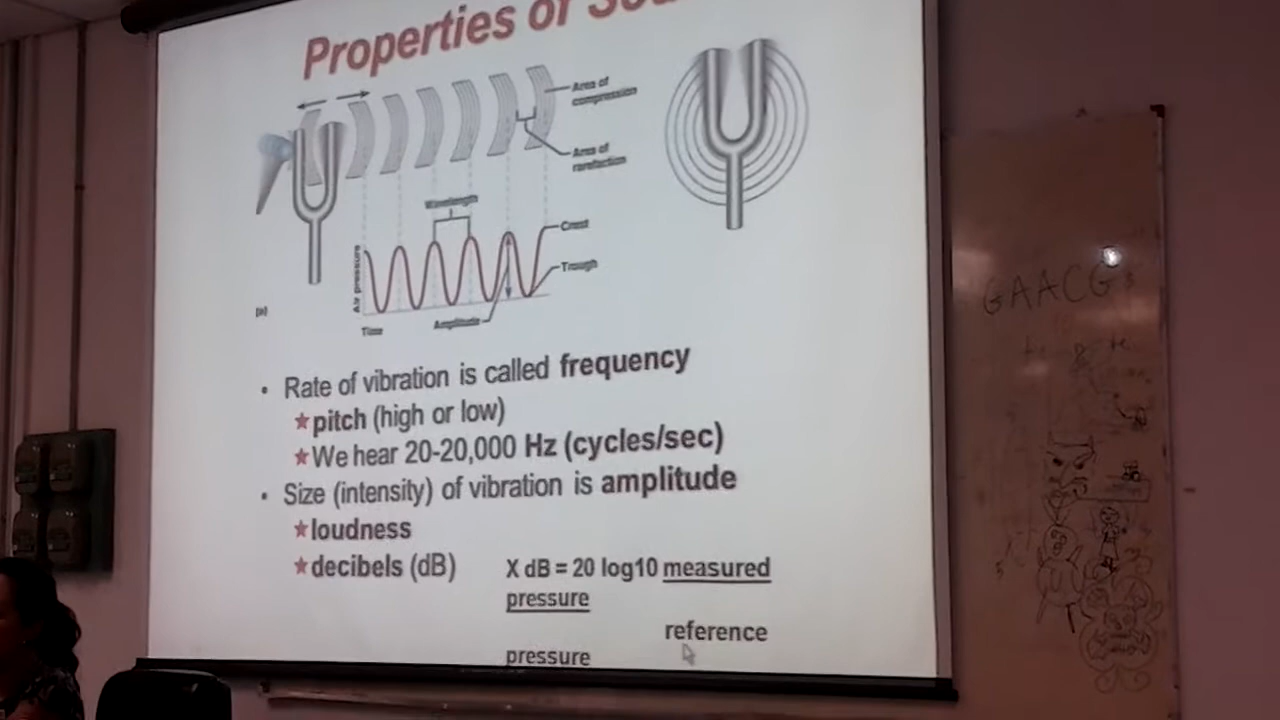 Properties of Sou
Area of
compression
Area of
rarefaction
Wavelength
Crest
Trough
Air pressure
Time
Amplitude
(a)
• Rate of vibration is called frequency
★pitch (high or low)
★We hear 20-20,000 Hz (cycles/sec)
• Size (intensity) of vibration is amplitude
★loudness
★decibels (dB)
X dB = 20 log10 measured
pressure
reference
pressure
GAACG